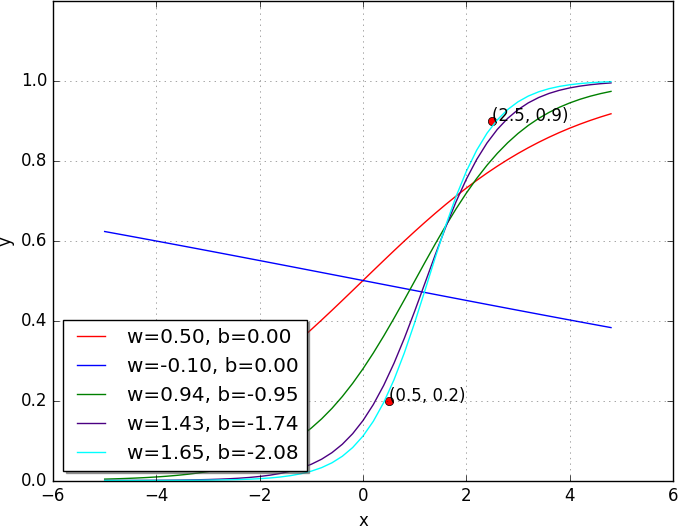 1.0
(2.5, 0.9)
0.8
0.6
y
0.4
w=0.50, b=0.00
w=-0.10, b=0.00
w=0.94, b=-0.95
w=1.43, b=-1.74
w=1.65, b=-2.08
0.2
(0.5, 0.2)
0.0
−6 −4 −2 0 2 4 6
x